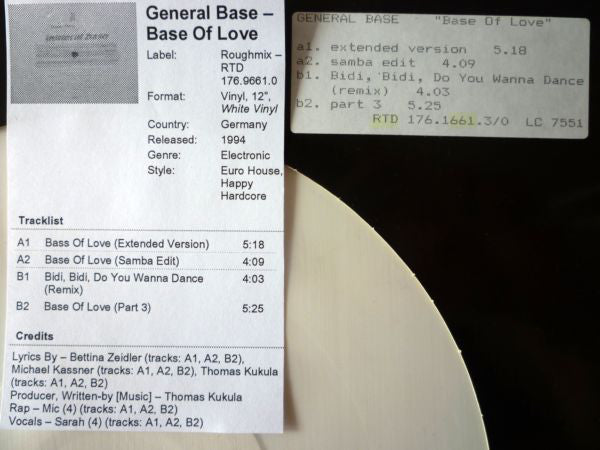 General Base –
Base Of Love
Label: Roughmix –
RTD
176.9661.0
Format: Vinyl, 12",
White Vinyl
Country: Germany
Released: 1994
Genre: Electronic
Style: Euro House,
Happy
Hardcore
Tracklist
A1 Bass Of Love (Extended Version) 5:18
A2 Base Of Love (Samba Edit) 4:09
B1 Bidi, Bidi, Do You Wanna Dance 4:03
(Remix)
B2 Base Of Love (Part 3) 5:25
Credits
Lyrics By – Bettina Zeidler (tracks: A1, A2, B2),
Michael Kassner (tracks: A1, A2, B2), Thomas Kukula
(tracks: A1, A2, B2)
Producer, Written-by [Music] – Thomas Kukula
Rap – Mic (4) (tracks: A1, A2, B2)
Vocals – Sarah (4) (tracks: A1, A2, B2)
GENERAL BASE "Base Of Love"
a1. extended version 5.18
a2. samba edit 4.09
b1. Bidi, Bidi, Do You Wanna Dance
(remix) 4.03
b2. part 3 5.25
RTD 176.1661.3/0 LC 7551